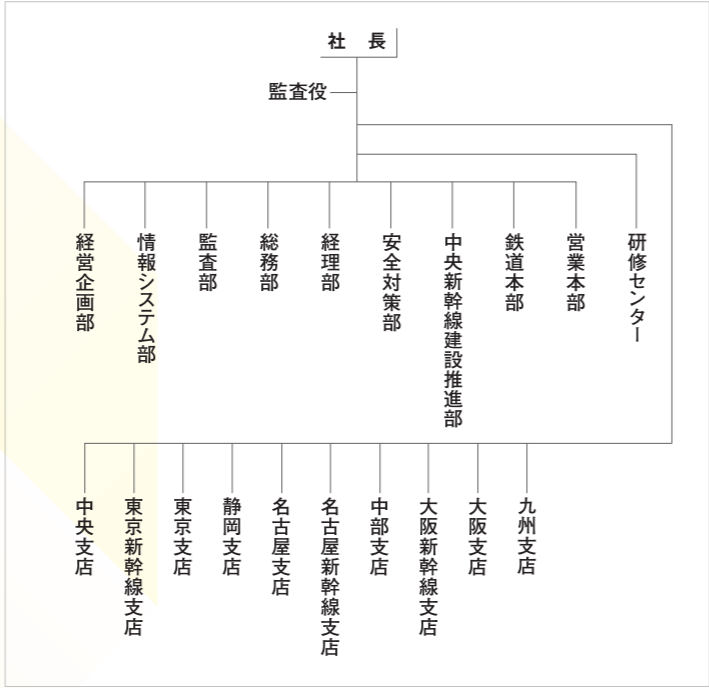 社 長
監査役
経営企画部
情報システム部
監査部
総務部
経理部
安全対策部
中央新幹線建設推進部
鉄道本部
営業本部
研修センター
中央支店
東京新幹線支店
東京支店
静岡支店
名古屋支店
名古屋新幹線支店
中部支店
大阪新幹線支店
大阪支店
九州支店